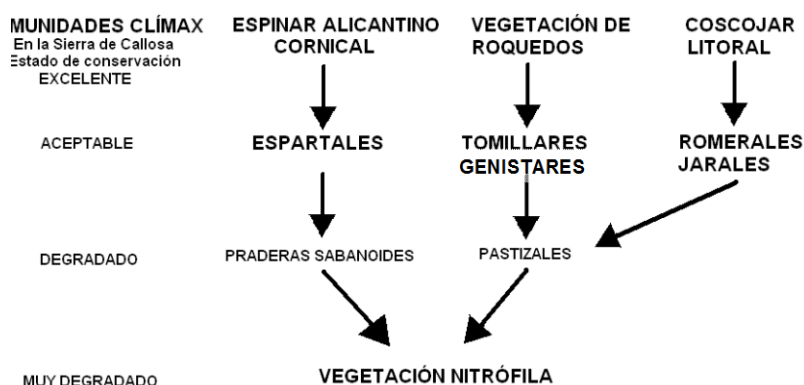 MUNIDADES CLÍMAX
En la Sierra de Callosa
Estado de conservación
EXCELENTE
ESPINAR ALICANTINO
CORNICAL
VEGETACIÓN DE
ROQUEDOS
COSCOJAR
LITORAL
ACEPTABLE
ESPARTALES
TOMILLARES
GENISTARES
ROMERALES
JARALES
DEGRADADO
PRADERAS SABANOIDES
PASTIZALES
MUY DEGRADADO
VEGETACIÓN NITRÓFILA